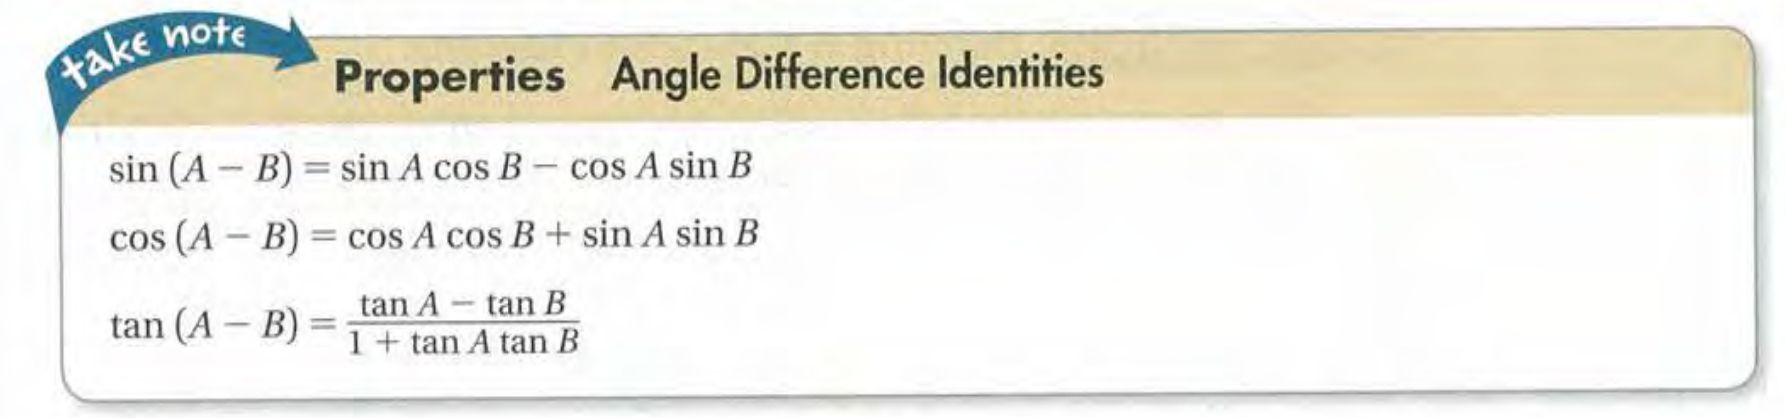 take note
Properties Angle Difference Identities
sin (A − B) = sin A cos B − cos A sin B
cos (A − B) = cos A cos B + sin A sin B
tan (A − B) = \frac{tan A − tan B}{1 + tan A tan B}